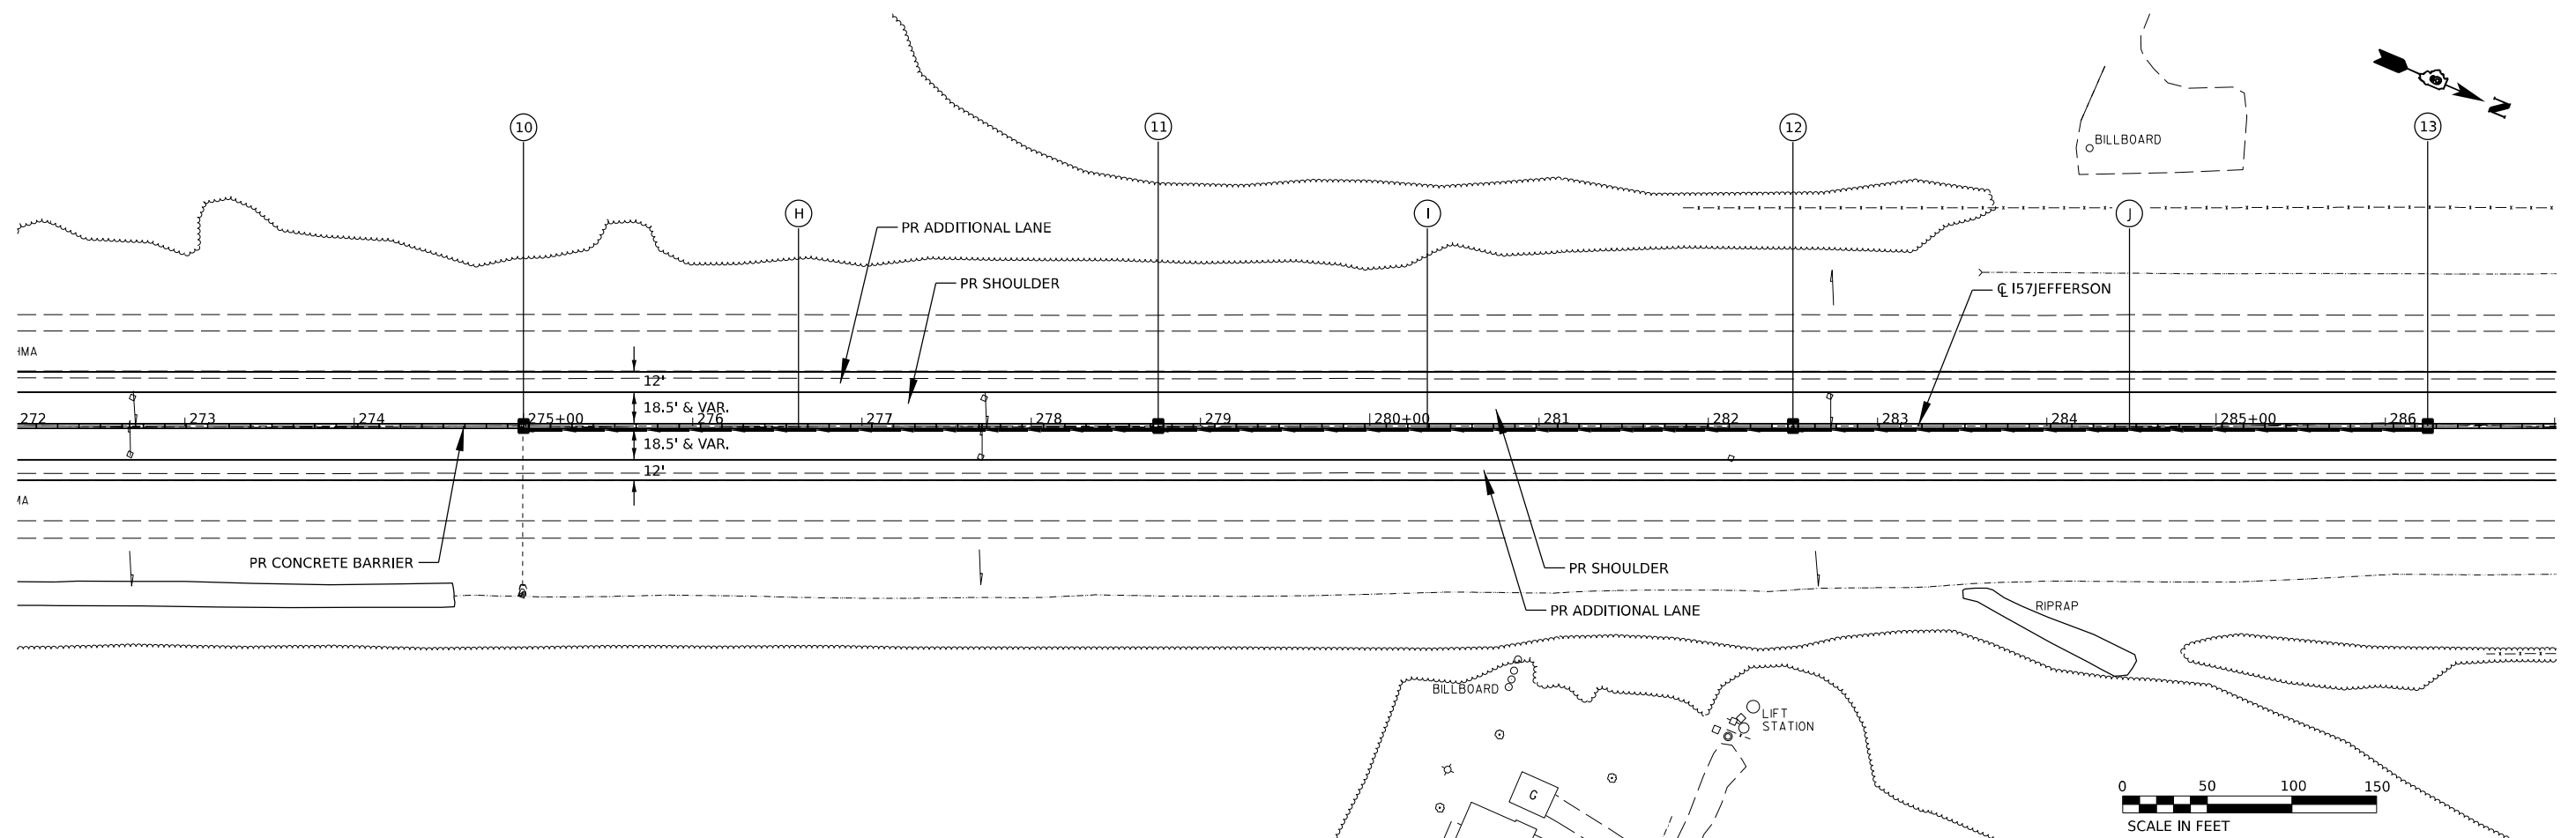 N
10
11
12
13
BILLBOARD
H
I
J
PR ADDITIONAL LANE
PR SHOULDER
℄ I57JEFFERSON
HMA
12'
18.5' & VAR.
272
273
274
275+00
276
277
278
279
280+00
281
282
283
284
285+00
286
18.5' & VAR.
12'
MA
PR CONCRETE BARRIER
PR SHOULDER
PR ADDITIONAL LANE
RIPRAP
BILLBOARD
LIFT
STATION
G
0 50 100 150
SCALE IN FEET